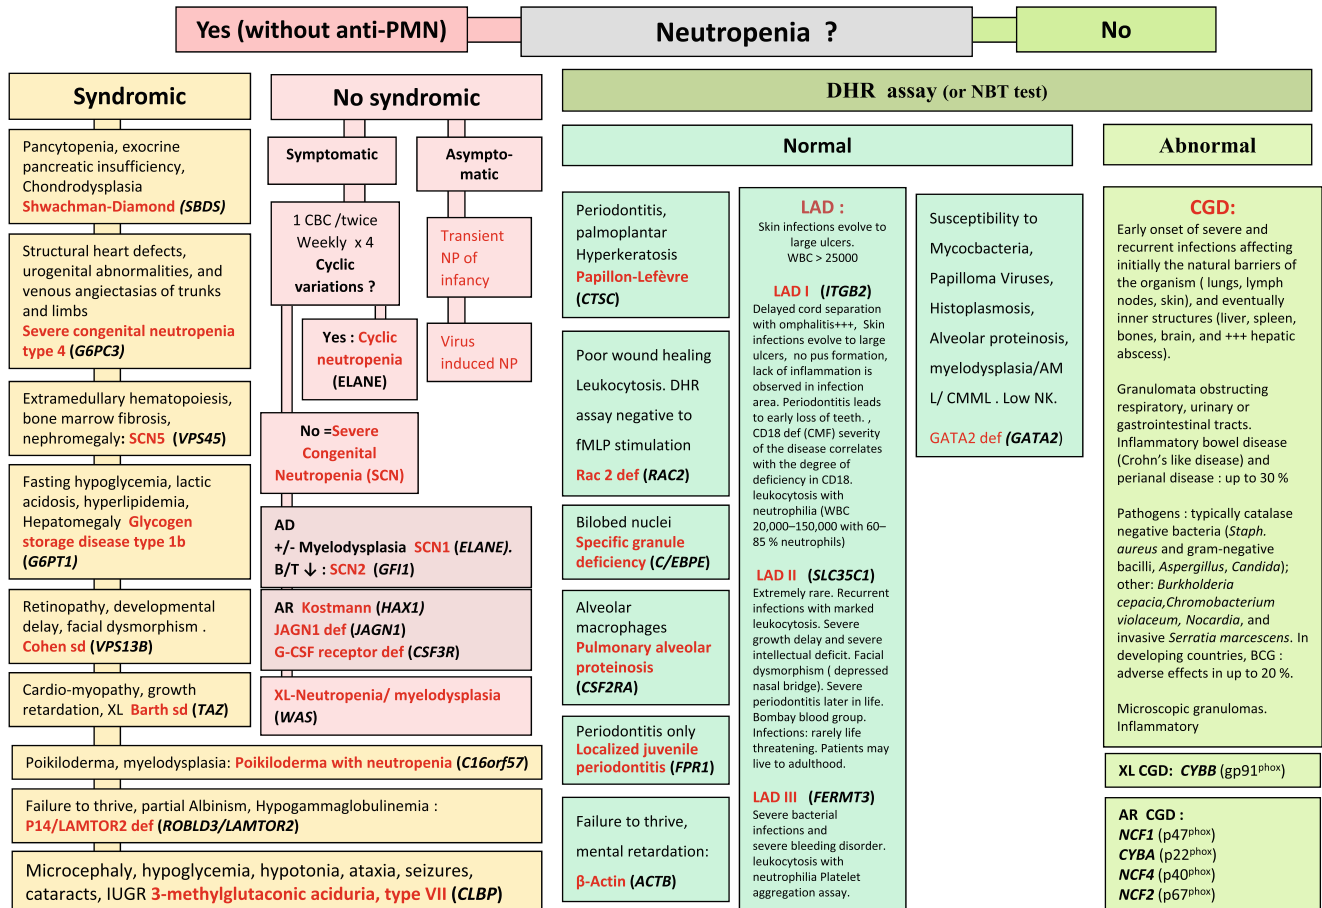 Yes (without anti-PMN)
Neutropenia ?
No
Syndromic
Pancytopenia, exocrine
pancreatic insufficiency,
Chondrodysplasia
Shwachman-Diamond (SBDS)
Structural heart defects,
urogenital abnormalities, and
venous angiectasias of trunks
and limbs
Severe congenital neutropenia
type 4 (G6PC3)
Extramedullary hematopoiesis,
bone marrow fibrosis,
nephromegaly: SCN5 (VPS45)
Fasting hypoglycemia, lactic
acidosis, hyperlipidemia,
Hepatomegaly Glycogen
storage disease type 1b
(G6PT1)
Retinopathy, developmental
delay, facial dysmorphism .
Cohen sd (VPS13B)
Cardio-myopathy, growth
retardation, XL Barth sd (TAZ)
Poikiloderma, myelodysplasia: Poikiloderma with neutropenia (C16orf57)
Failure to thrive, partial Albinism, Hypogammaglobulinemia :
P14/LAMTOR2 def (ROBLD3/LAMTOR2)
Microcephaly, hypoglycemia, hypotonia, ataxia, seizures,
cataracts, IUGR 3-methylglutaconic aciduria, type VII (CLBP)
No syndromic
Symptomatic
Asympto-
matic
1 CBC /twice
Weekly x 4
Cyclic
variations ?
Transient
NP of
infancy
Yes : Cyclic
neutropenia
(ELANE)
Virus
induced NP
No =Severe
Congenital
Neutropenia (SCN)
AD
+/- Myelodysplasia SCN1 (ELANE).
B/T ↓ : SCN2 (GFI1)
AR Kostmann (HAX1)
JAGN1 def (JAGN1)
G-CSF receptor def (CSF3R)
XL-Neutropenia/ myelodysplasia
(WAS)
DHR assay (or NBT test)
Normal
Periodontitis,
palmoplantar
Hyperkeratosis
Papillon-Lefèvre
(CTSC)
Poor wound healing
Leukocytosis. DHR
assay negative to
fMLP stimulation
Rac 2 def (RAC2)
Bilobed nuclei
Specific granule
deficiency (C/EBPE)
Alveolar
macrophages
Pulmonary alveolar
proteinosis
(CSF2RA)
Periodontitis only
Localized juvenile
periodontitis (FPR1)
Failure to thrive,
mental retardation:
β-Actin (ACTB)
LAD :
Skin infections evolve to
large ulcers.
WBC > 25000
LAD I (ITGB2)
Delayed cord separation
with omphalitis+++, Skin
infections evolve to large
ulcers, no pus formation,
lack of inflammation is
observed in infection
area. Periodontitis leads
to early loss of teeth. ,
CD18 def (CMF) severity
of the disease correlates
with the degree of
deficiency in CD18.
leukocytosis with
neutrophilia (WBC
20,000–150,000 with 60–
85 % neutrophils)
LAD II (SLC35C1)
Extremely rare. Recurrent
infections with marked
leukocytosis. Severe
growth delay and severe
intellectual deficit. Facial
dysmorphism ( depressed
nasal bridge). Severe
periodontitis later in life.
Bombay blood group.
Infections: rarely life
threatening. Patients may
live to adulthood.
LAD III (FERMT3)
Severe bacterial
infections and
severe bleeding disorder.
leukocytosis with
neutrophilia Platelet
aggregation assay.
Susceptibility to
Mycobacteria,
Papilloma Viruses,
Histoplasmosis,
Alveolar proteinosis,
myelodysplasia/AM
L/ CMML . Low NK.
GATA2 def (GATA2)
Abnormal
CGD:
Early onset of severe and
recurrent infections affecting
initially the natural barriers of
the organism ( lungs, lymph
nodes, skin), and eventually
inner structures (liver, spleen,
bones, brain, and +++ hepatic
abscess).
Granulomata obstructing
respiratory, urinary or
gastrointestinal tracts.
Inflammatory bowel disease
(Crohn's like disease) and
perianal disease : up to 30 %
Pathogens : typically catalase
negative bacteria (Staph.
aureus and gram-negative
bacilli, Aspergillus, Candida);
other: Burkholderia
cepacia,Chromobacterium
violaceum, Nocardia, and
invasive Serratia marcescens. In
developing countries, BCG :
adverse effects in up to 20 %.
Microscopic granulomas.
Inflammatory
XL CGD: CYBB (gp91phox)
AR CGD :
NCF1 (p47phox)
CYBA (p22phox)
NCF4 (p40phox)
NCF2 (p67phox)